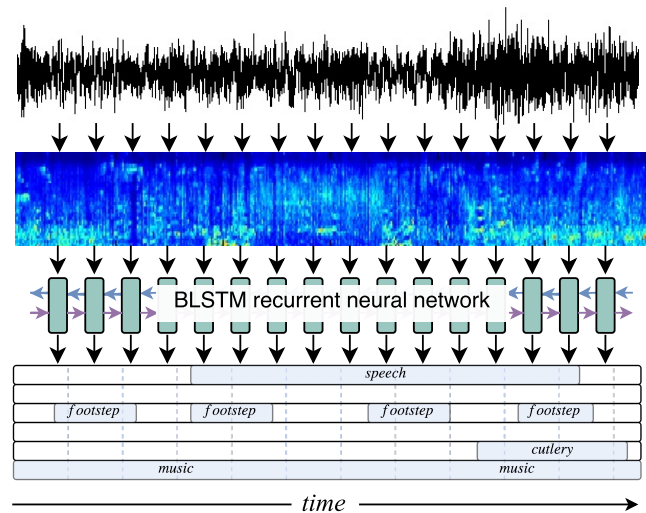 BLSTM recurrent neural network
speech
footstep footstep footstep footstep
cutlery
music music
time